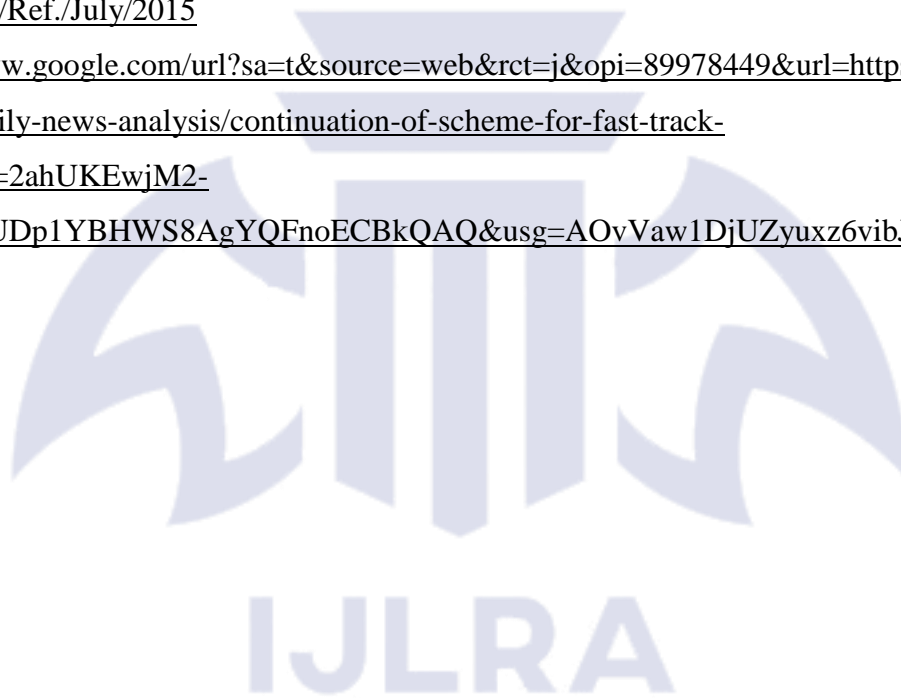 /Ref./July/2015
w.google.com/url?sa=t&source=web&rct=j&opi=89978449&url=http
ily-news-analysis/continuation-of-scheme-for-fast-track-
=2ahUKEwjM2-
Dp1YBHWS8AgYQFnoECBkQAQ&usg=AOvVaw1DjUZyuxz6vib
IJLRA